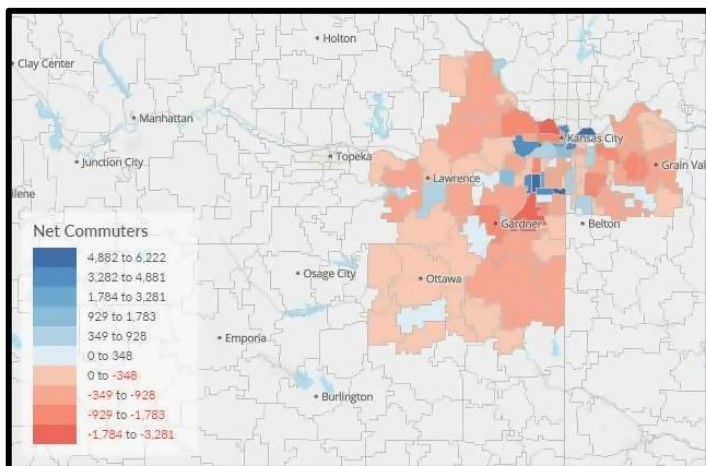 Holton
Clay Center
Manhattan
Kansas City
Junction City
Topeka
Grain Val
Lawrence
Gardner
Belton
Net Commuters
4,882 to 6,222
3,282 to 4,881
Osage City
Ottawa
1,784 to 3,281
929 to 1,783
349 to 928
0 to 348
Emporia
0 to -348
-349 to -928
Burlington
-929 to -1,783
-1,784 to -3,281